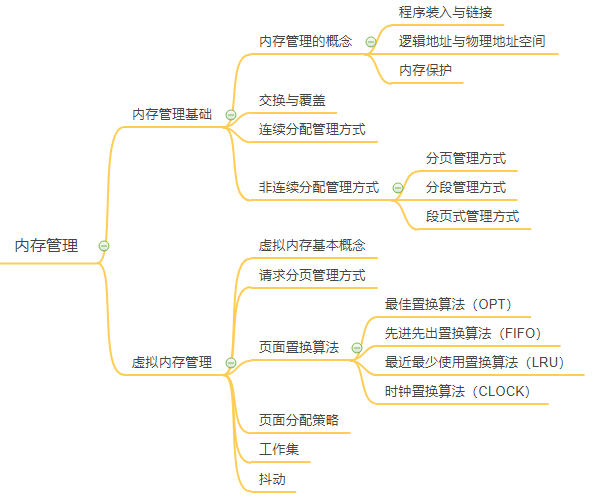 内存管理
内存管理基础
内存管理的概念
程序装入与链接
逻辑地址与物理地址空间
内存保护
交换与覆盖
连续分配管理方式
非连续分配管理方式
分页管理方式
分段管理方式
段页式管理方式
虚拟内存管理
虚拟内存基本概念
请求分页管理方式
页面置换算法
最佳置换算法（OPT）
先进先出置换算法（FIFO）
最近最少使用置换算法（LRU）
时钟置换算法（CLOCK）
页面分配策略
工作集
抖动